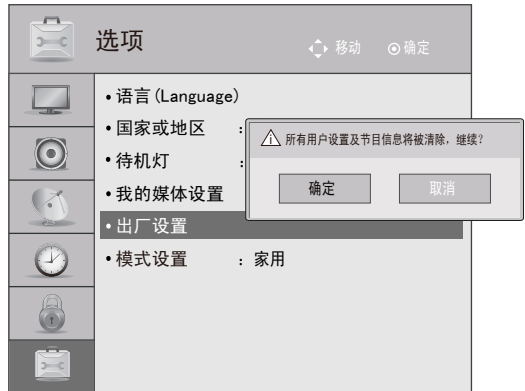 选项
移动 确定
• 语言 (Language)
• 国家或地区 :
• 待机灯 :
• 我的媒体设置
• 出厂设置
• 模式设置 : 家用
所有用户设置及节目信息将被清除, 继续?
确定
取消